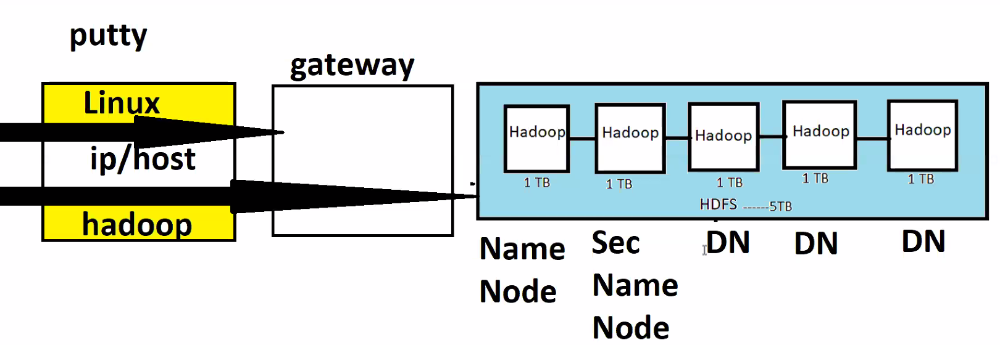 putty
gateway
Linux
ip/host
hadoop
Hadoop Hadoop Hadoop Hadoop Hadoop
1 TB 1 TB 1 TB 1 TB 1 TB
HDFS ------5TB
Name
Node
Sec
Name
Node
DN
DN
DN